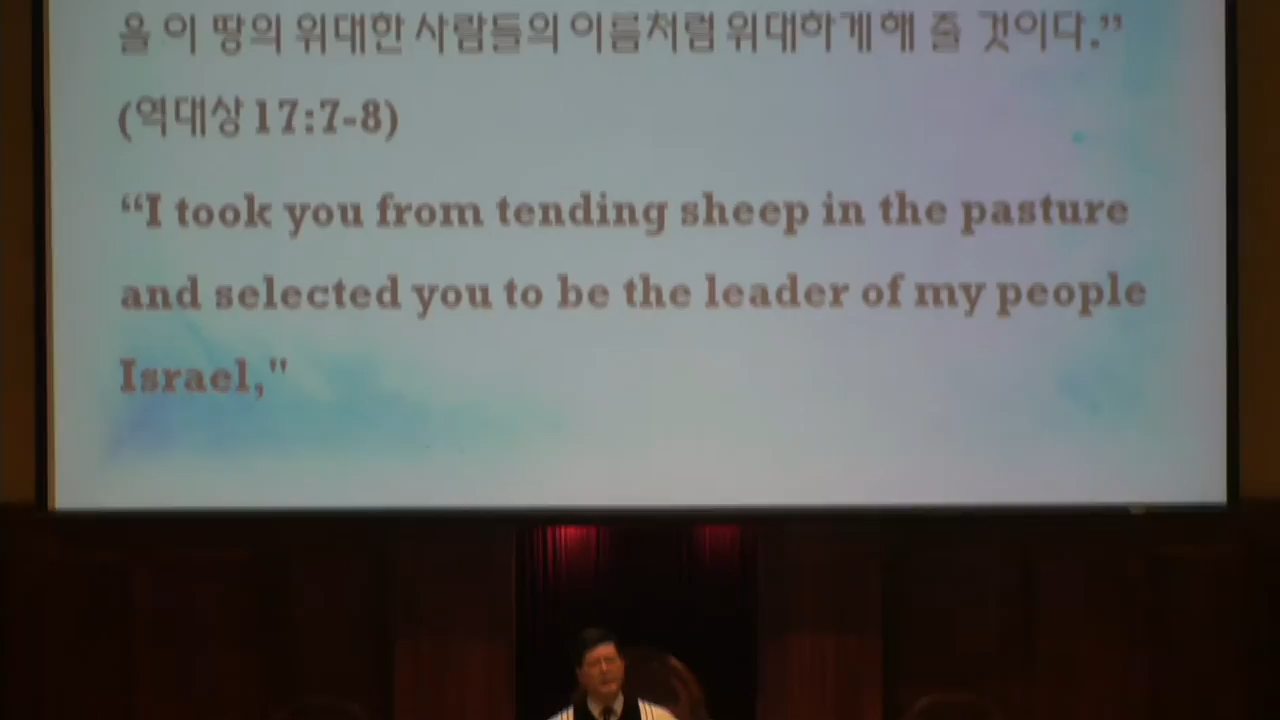 을 이 땅의 위대한 사람들의 이름처럼 위대하게해 줄 것이다.”
(역대상 17:7-8)
“I took you from tending sheep in the pasture
and selected you to be the leader of my people
Israel,"